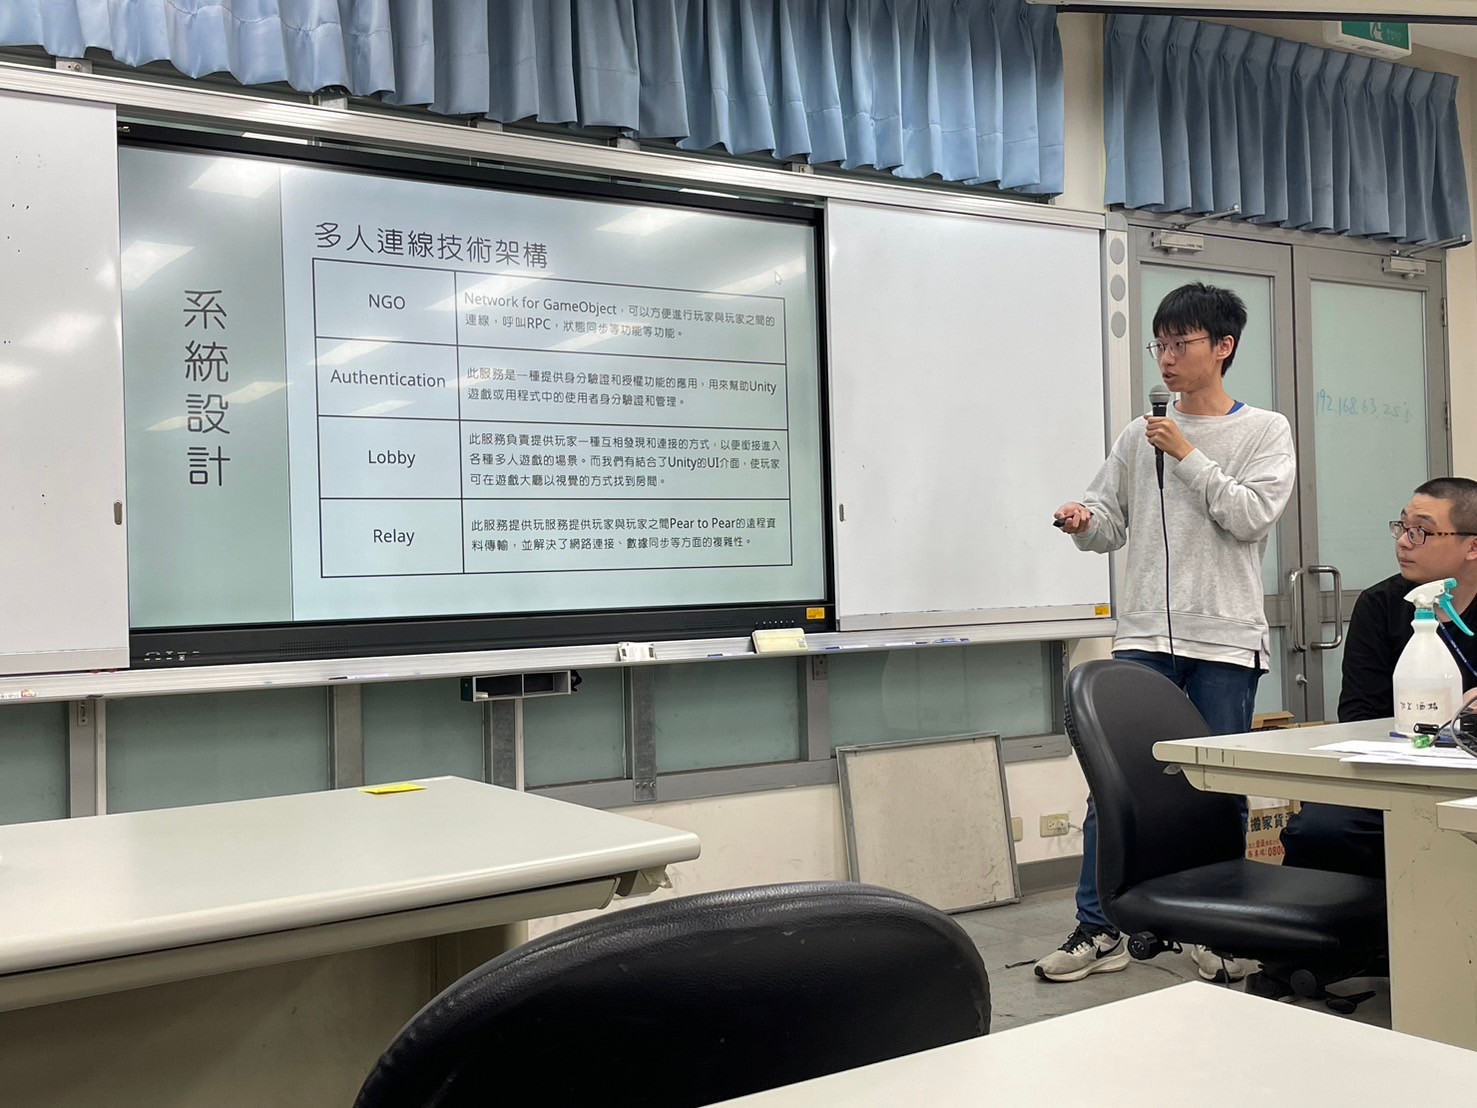 系統設計
多人連線技術架構
NGO
Network for GameObject，可以方便進行玩家與玩家之間的
連線，呼叫RPC，狀態同步等功能等功能。
Authentication
此服務是一種提供身分驗證和授權功能的應用，用來幫助Unity
遊戲或用程式中的使用者身分驗證和管理。
Lobby
此服務負責提供玩家一種互相發現和連接的方式，以便銜接進入
各種多人遊戲的場景。而我們有結合了Unity的UI介面，使玩家
可在遊戲大廳以視覺的方式找到房間。
Relay
此服務提供玩服務提供玩家與玩家之間Pear to Pear的遠程資
料傳輸，並解決了網路連接、數據同步等方面的複雜性。
192.168.63.25
搬家貨
0800